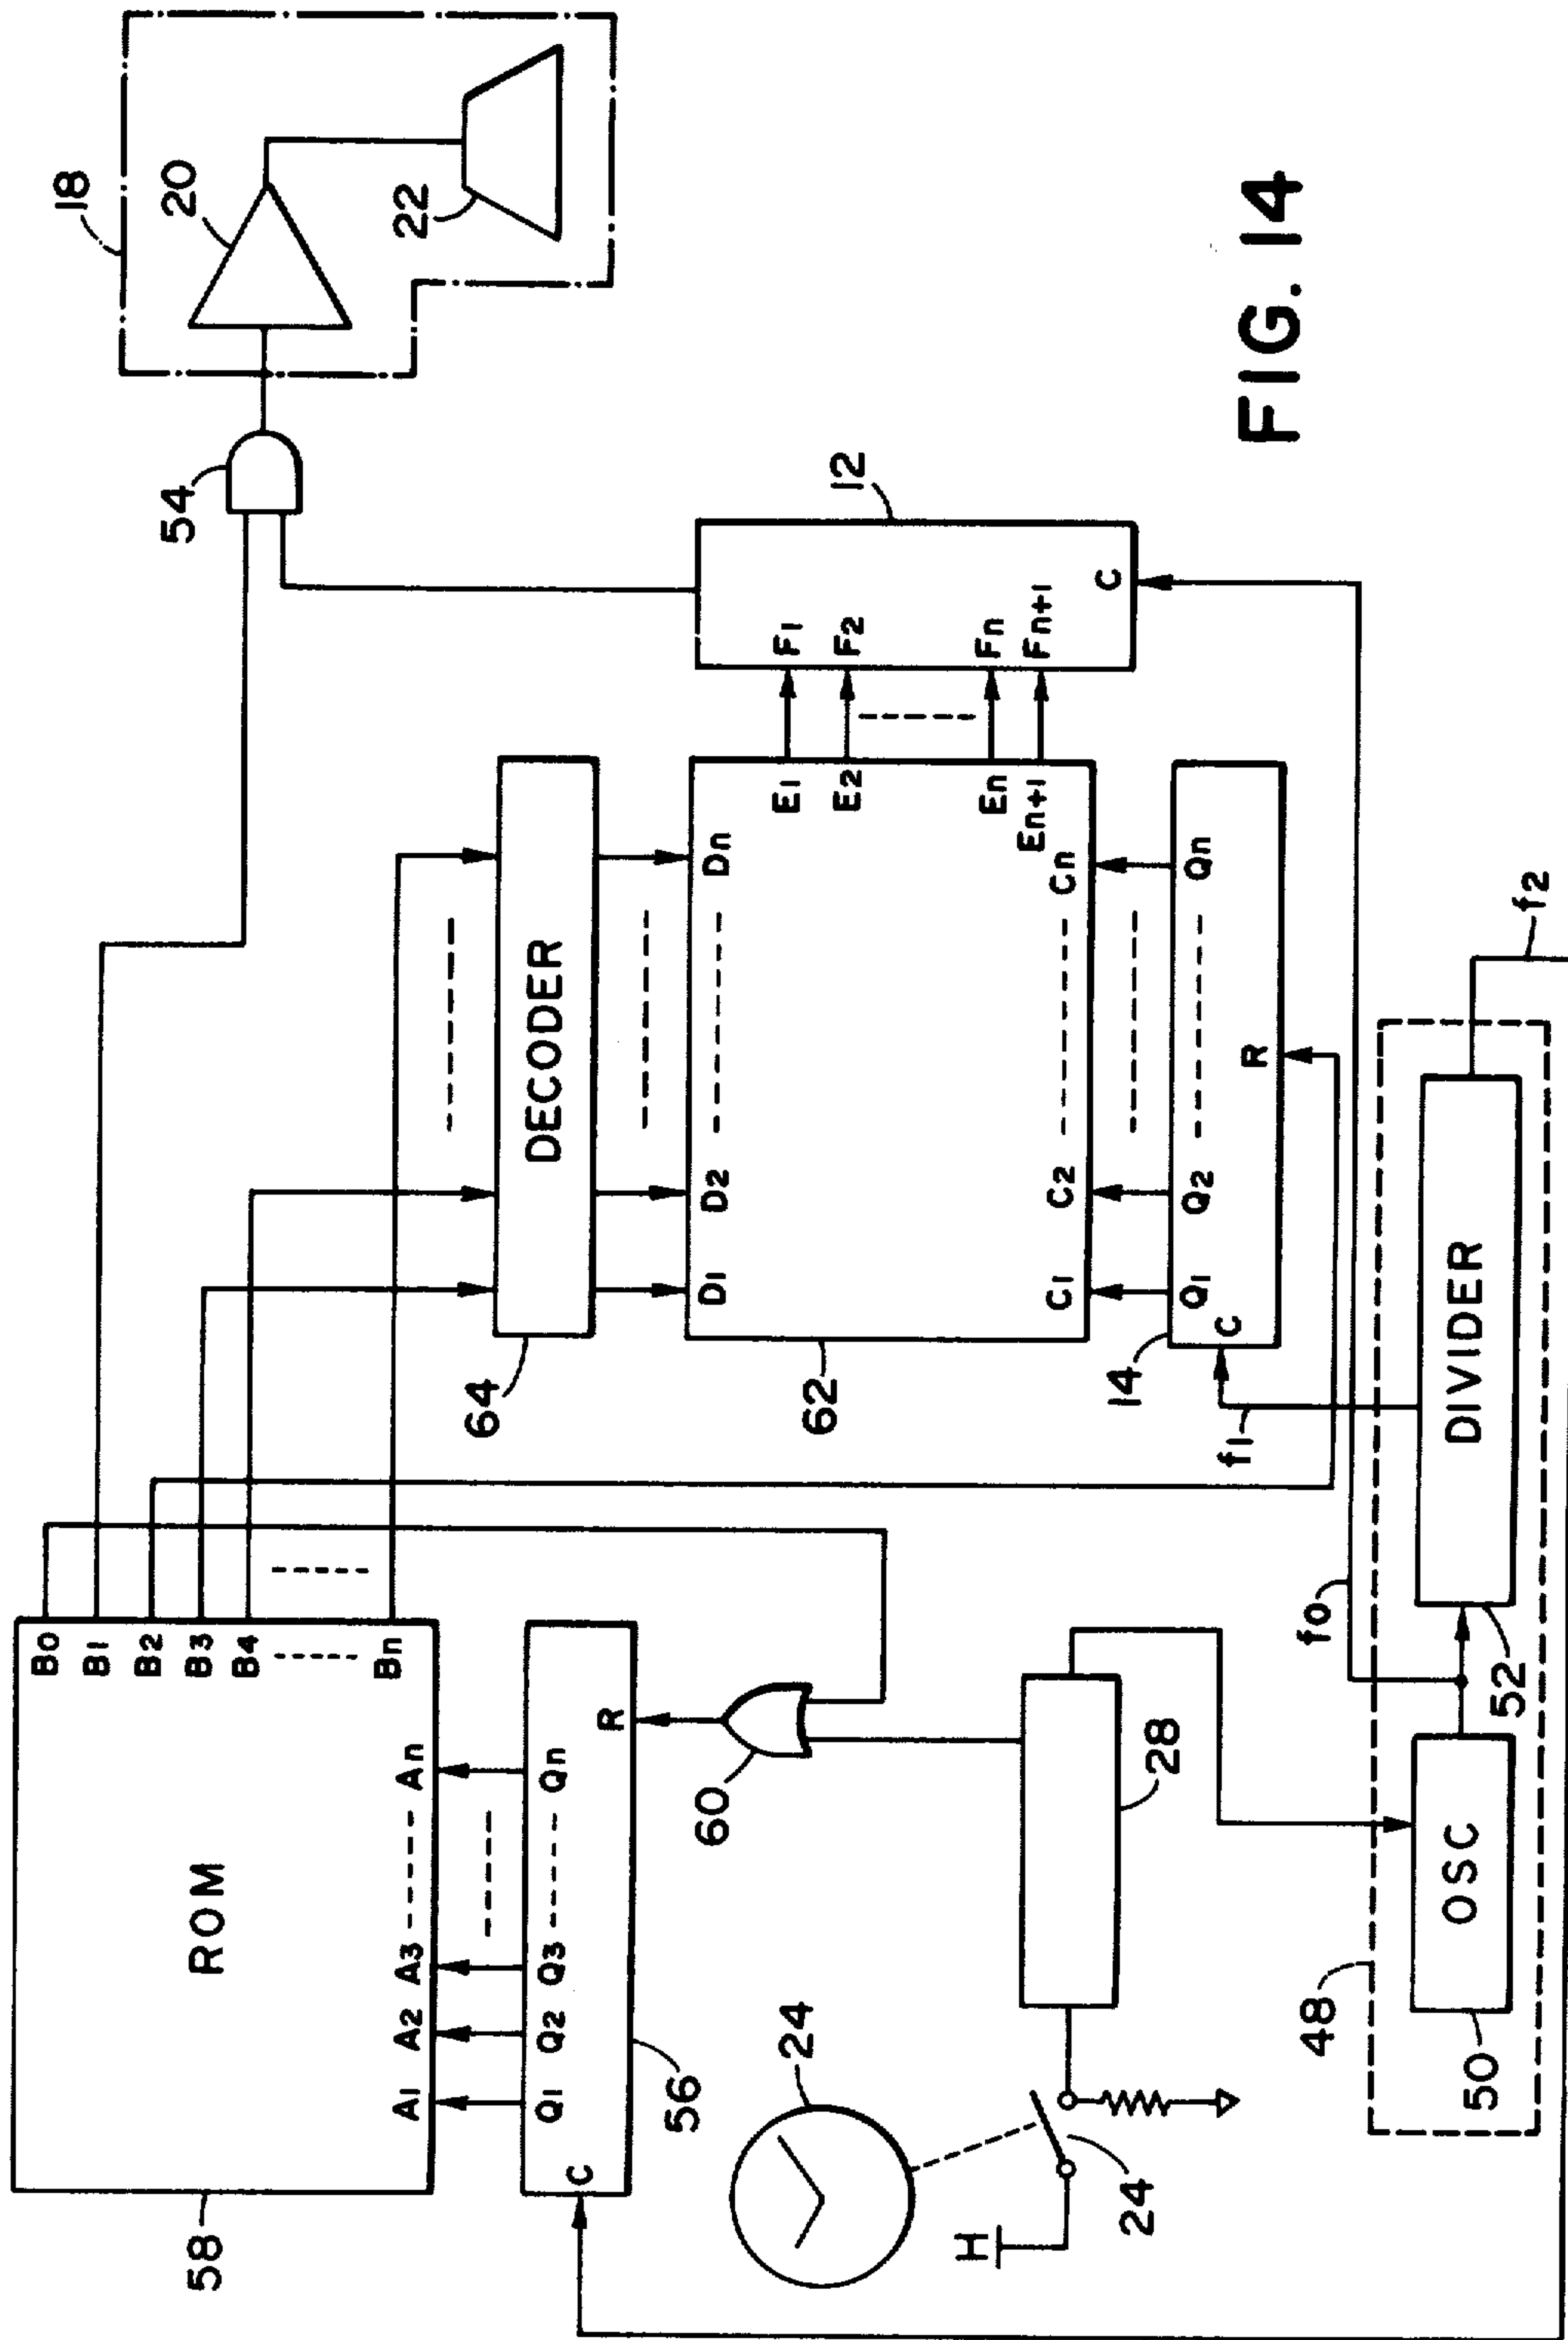 18
20
22
54
B0
B1
B2
B3
B4
Bn
ROM
A1 A2 A3 An
58
Q1 Q2 Q3 Qn
C
R
56
60
64
DECODER
D1 D2 Dn
62
E1
E2
En
En+1
C1 C2 Cn
12
F1
F2
Fn
Fn+1
C
14
Q1 Q2 Qn
C
R
24
24
H
28
f1
f0
f2
48
OSC
50
DIVIDER
52
FIG. 14